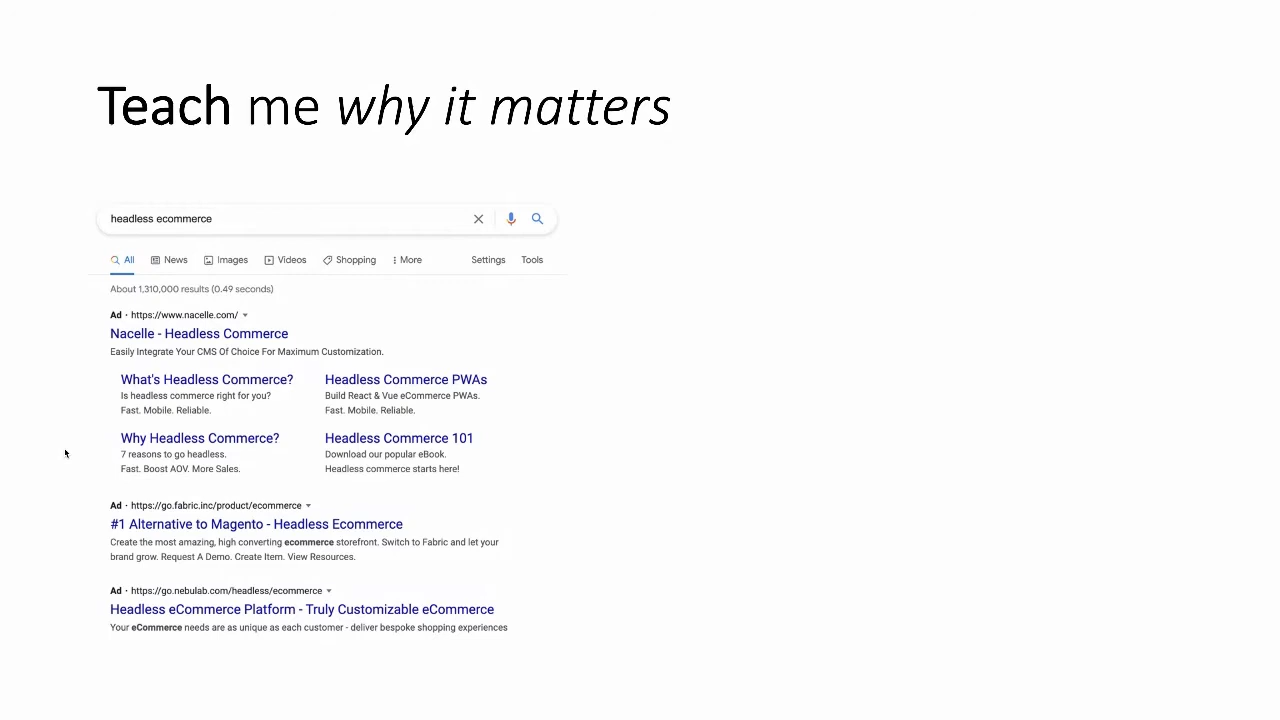 Teach me why it matters
headless ecommerce
All News Images Videos Shopping More Settings Tools
About 1,310,000 results (0.49 seconds)
Ad · https://www.nacelle.com/
Nacelle - Headless Commerce
Easily Integrate Your CMS Of Choice For Maximum Customization.
What's Headless Commerce?
Is headless commerce right for you?
Fast. Mobile. Reliable.
Headless Commerce PWAs
Build React & Vue eCommerce PWAs.
Fast. Mobile. Reliable.
Why Headless Commerce?
7 reasons to go headless.
Fast. Boost AOV. More Sales.
Headless Commerce 101
Download our popular eBook.
Headless commerce starts here!
Ad · https://go.fabric.inc/product/ecommerce
#1 Alternative to Magento - Headless Ecommerce
Create the most amazing, high converting ecommerce storefront. Switch to Fabric and let your
brand grow. Request A Demo. Create Item. View Resources.
Ad · https://go.nebulab.com/headless/ecommerce
Headless eCommerce Platform - Truly Customizable eCommerce
Your eCommerce needs are as unique as each customer - deliver bespoke shopping experiences